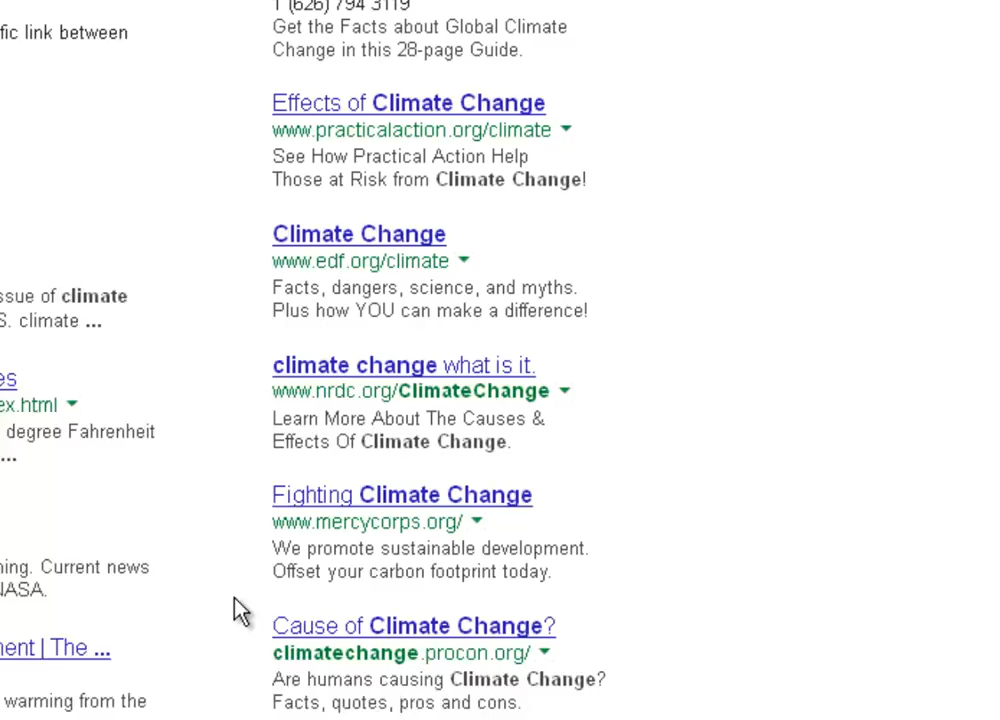 fic link between
issue of climate
S. climate ...
es
ex.html
degree Fahrenheit
...
ning. Current news
NASA.
ment | The ...
warming from the
1 (626) 794 3119
Get the Facts about Global Climate
Change in this 28-page Guide.
Effects of Climate Change
www.practicalaction.org/climate
See How Practical Action Help
Those at Risk from Climate Change!
Climate Change
www.edf.org/climate
Facts, dangers, science, and myths.
Plus how YOU can make a difference!
climate change what is it.
www.nrdc.org/ClimateChange
Learn More About The Causes &
Effects Of Climate Change.
Fighting Climate Change
www.mercycorps.org/
We promote sustainable development.
Offset your carbon footprint today.
Cause of Climate Change?
climatechange.procon.org/
Are humans causing Climate Change?
Facts, quotes, pros and cons.